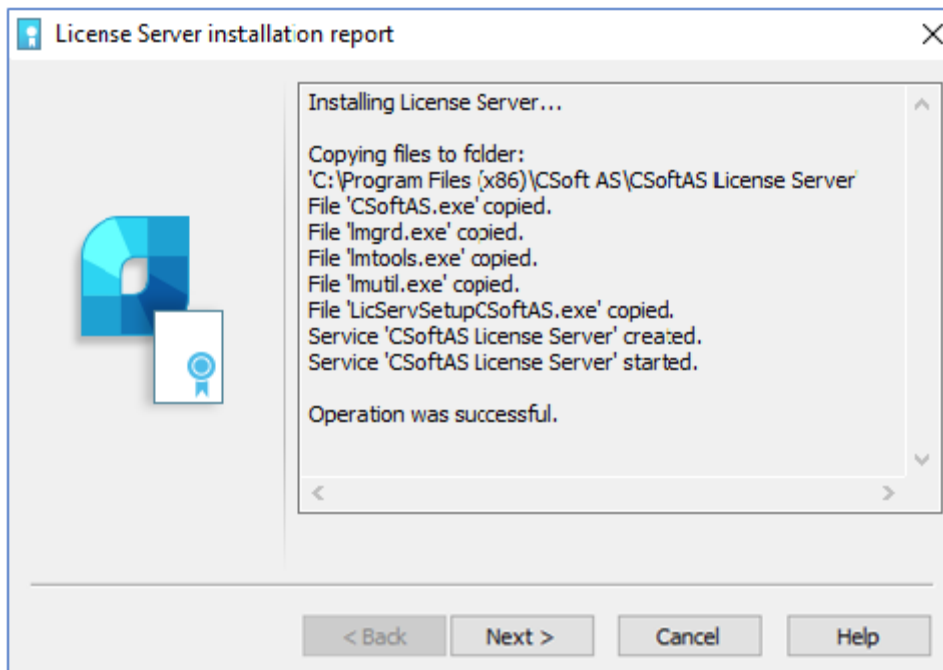 License Server installation report
Installing License Server...
Copying files to folder:
'C:\Program Files (x86)\CSoft AS\CSoftAS License Server'
File 'CSoftAS.exe' copied.
File 'lmgrd.exe' copied.
File 'lmtools.exe' copied.
File 'lmutil.exe' copied.
File 'LicServSetupCSoftAS.exe' copied.
Service 'CSoftAS License Server' created.
Service 'CSoftAS License Server' started.
Operation was successful.
< Back Next > Cancel Help